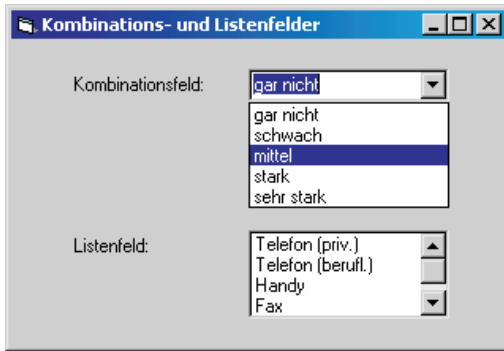 Kombinations- und Listenfelder
Kombinationsfeld: gar nicht
gar nicht
schwach
mittel
stark
sehr stark
Listenfeld: Telefon (priv.)
Telefon (berufl.)
Handy
Fax